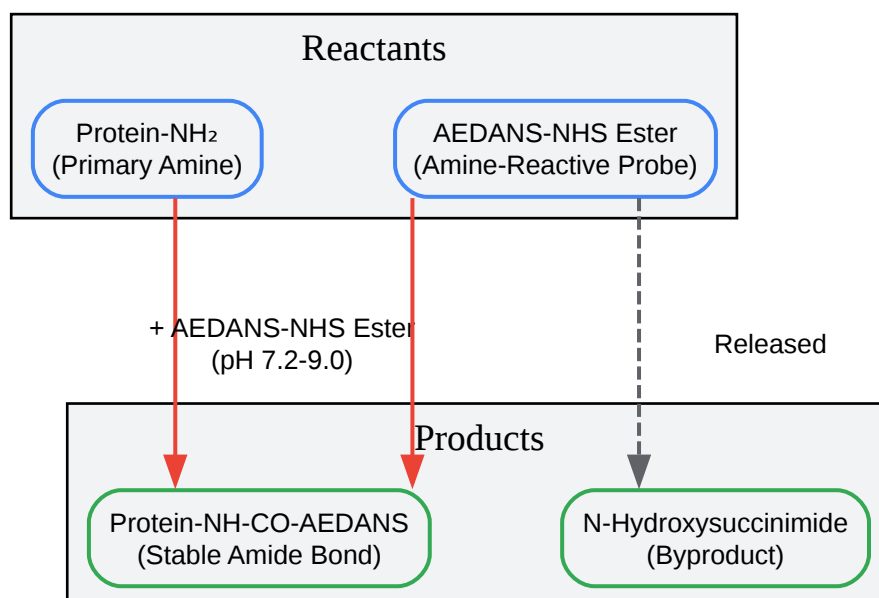 Reactants
Protein-NH₂
(Primary Amine)
AEDANS-NHS Ester
(Amine-Reactive Probe)
+ AEDANS-NHS Ester
(pH 7.2-9.0)
Released
Products
Protein-NH-CO-AEDANS
(Stable Amide Bond)
N-Hydroxysuccinimide
(Byproduct)